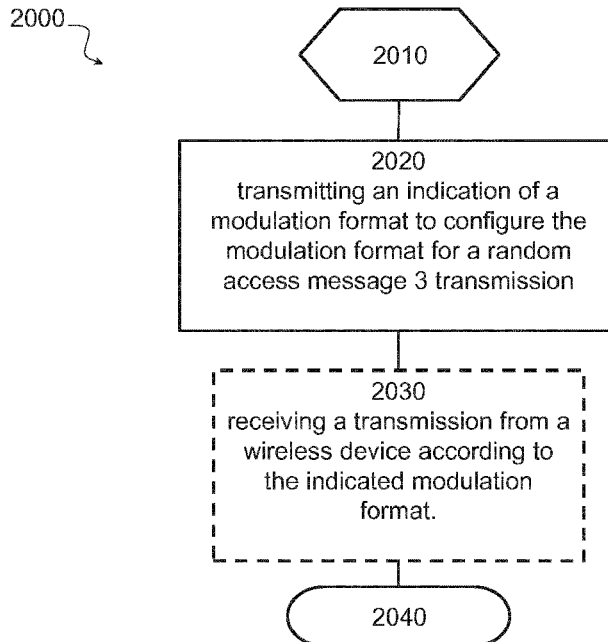 2000
2010
2020
transmitting an indication of a
modulation format to configure the
modulation format for a random
access message 3 transmission
2030
receiving a transmission from a
wireless device according to
the indicated modulation
format.
2040